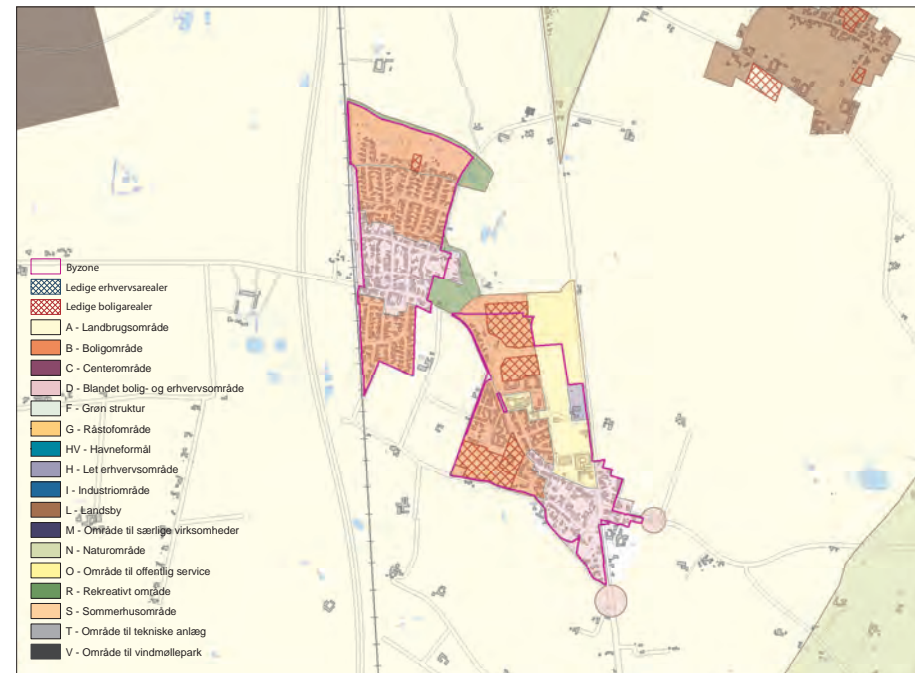 Byzone
Ledige erhvervsarealer
Ledige boligarealer
A - Landbrugsområde
B - Boligområde
C - Centerområde
D - Blandet bolig- og erhvervsområde
F - Grøn struktur
G - Råstofområde
HV - Havneformål
H - Let erhvervsområde
I - Industriområde
L - Landsby
M - Område til særlige virksomheder
N - Naturområde
O - Område til offentlig service
R - Rekreativt område
S - Sommerhusområde
T - Område til tekniske anlæg
V - Område til vindmøllepark